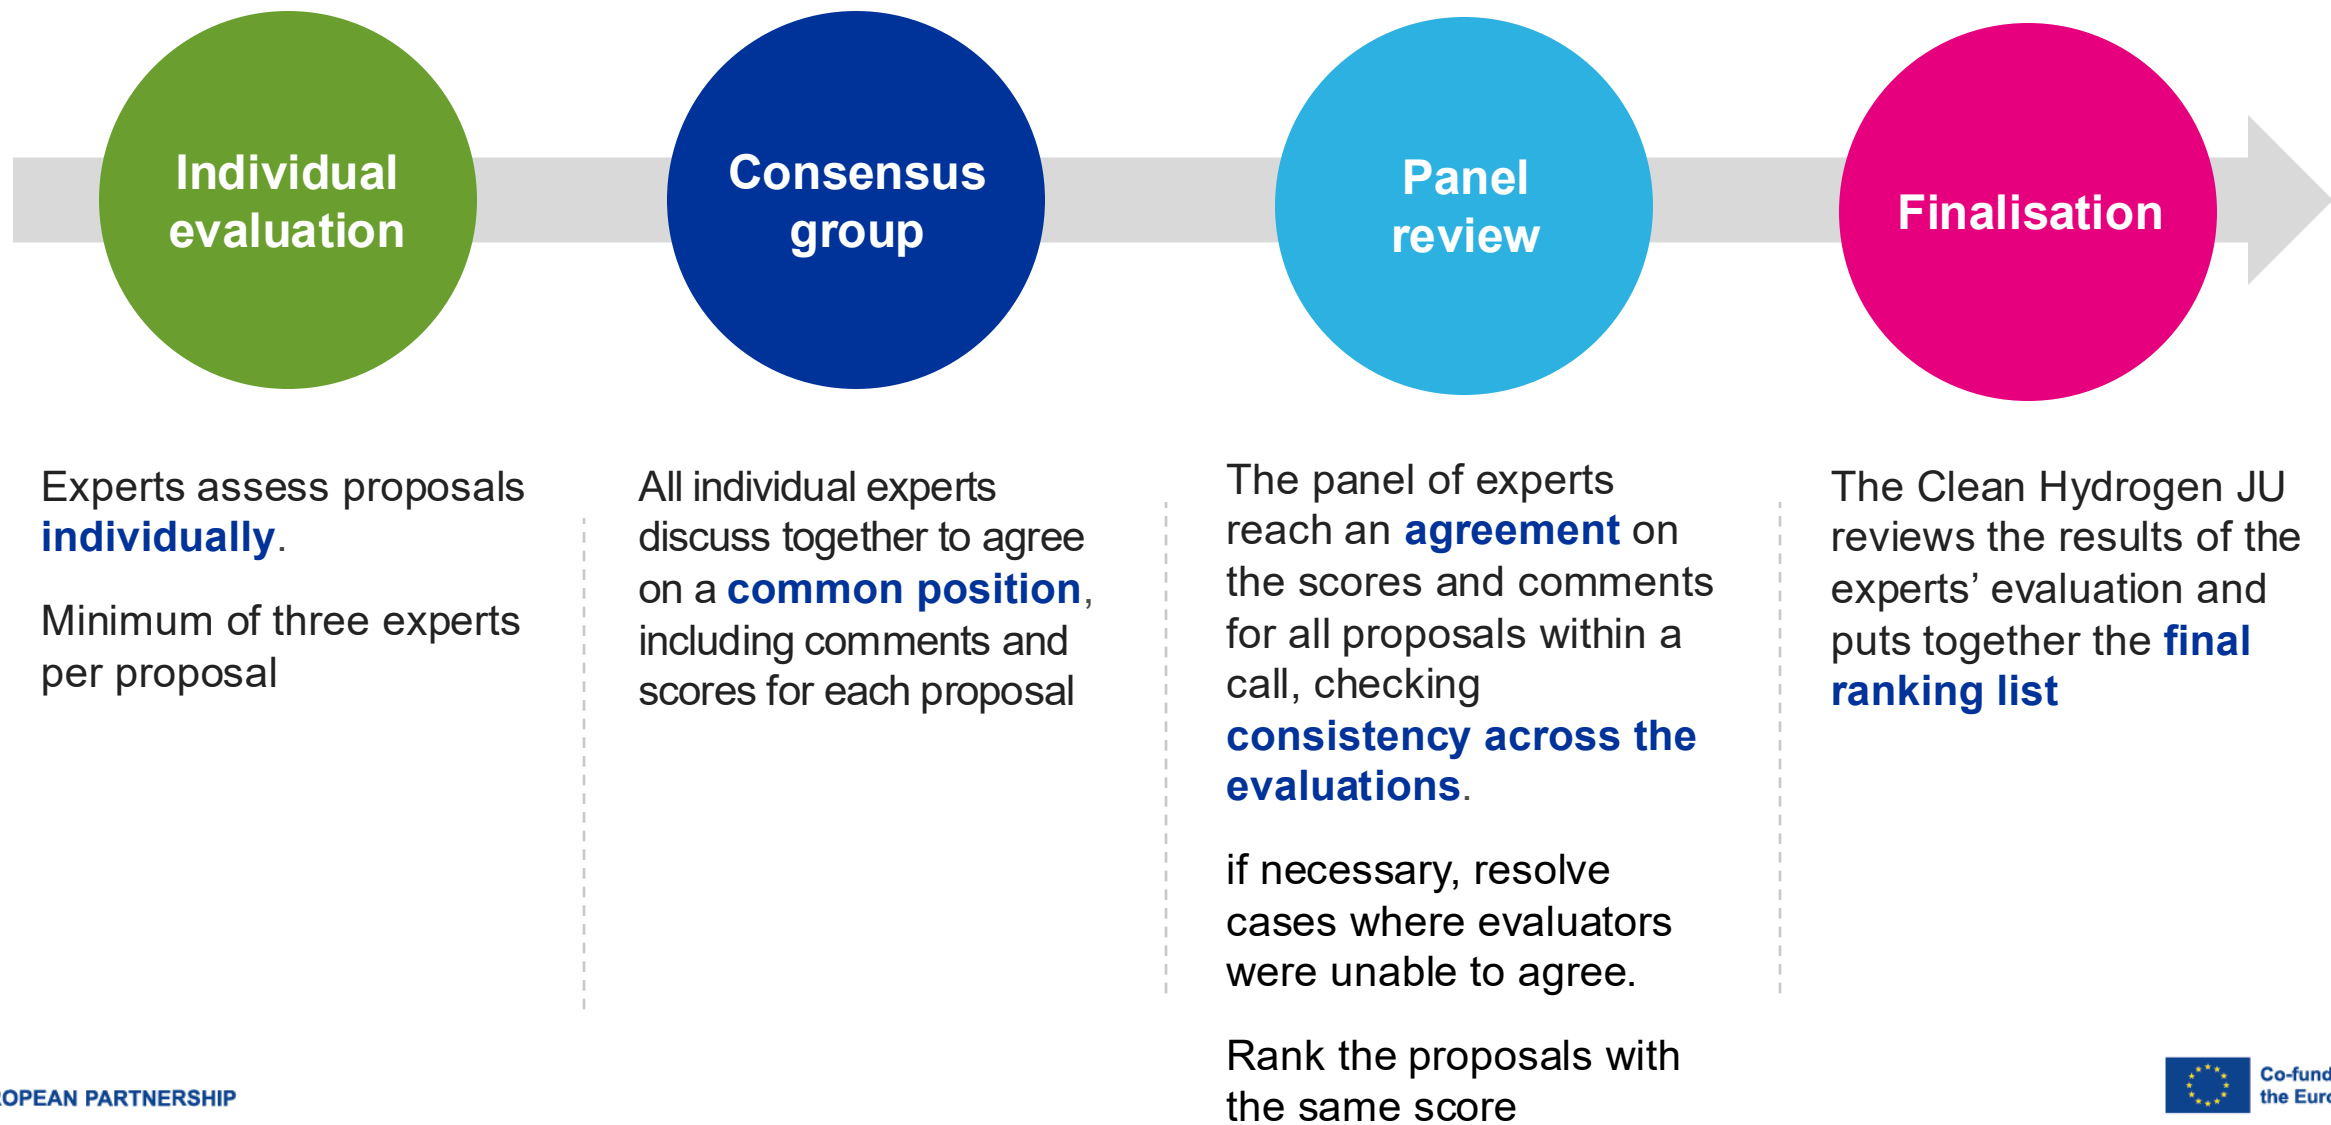 Individual
evaluation
Consensus
group
Panel
review
Finalisation
Experts assess proposals
individually.
Minimum of three experts
per proposal
All individual experts
discuss together to agree
on a common position,
including comments and
scores for each proposal
The panel of experts
reach an agreement on
the scores and comments
for all proposals within a
call, checking
consistency across the
evaluations.
if necessary, resolve
cases where evaluators
were unable to agree.
Rank the proposals with
the same score
The Clean Hydrogen JU
reviews the results of the
experts’ evaluation and
puts together the final
ranking list
OPEAN PARTNERSHIP
Co-fund
the Euro